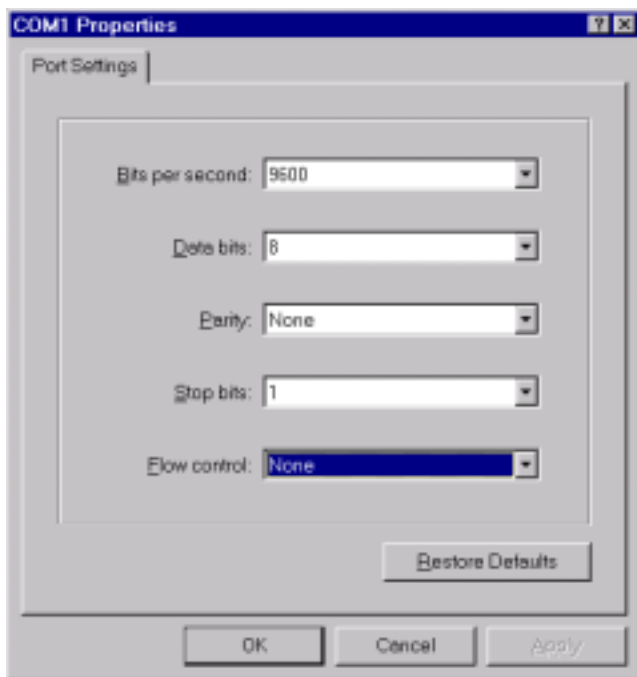 COM1 Properties
Port Settings
Bits per second: 9600
Data bits: 8
Parity: None
Stop bits: 1
Flow control: None
Restore Defaults
OK Cancel Apply